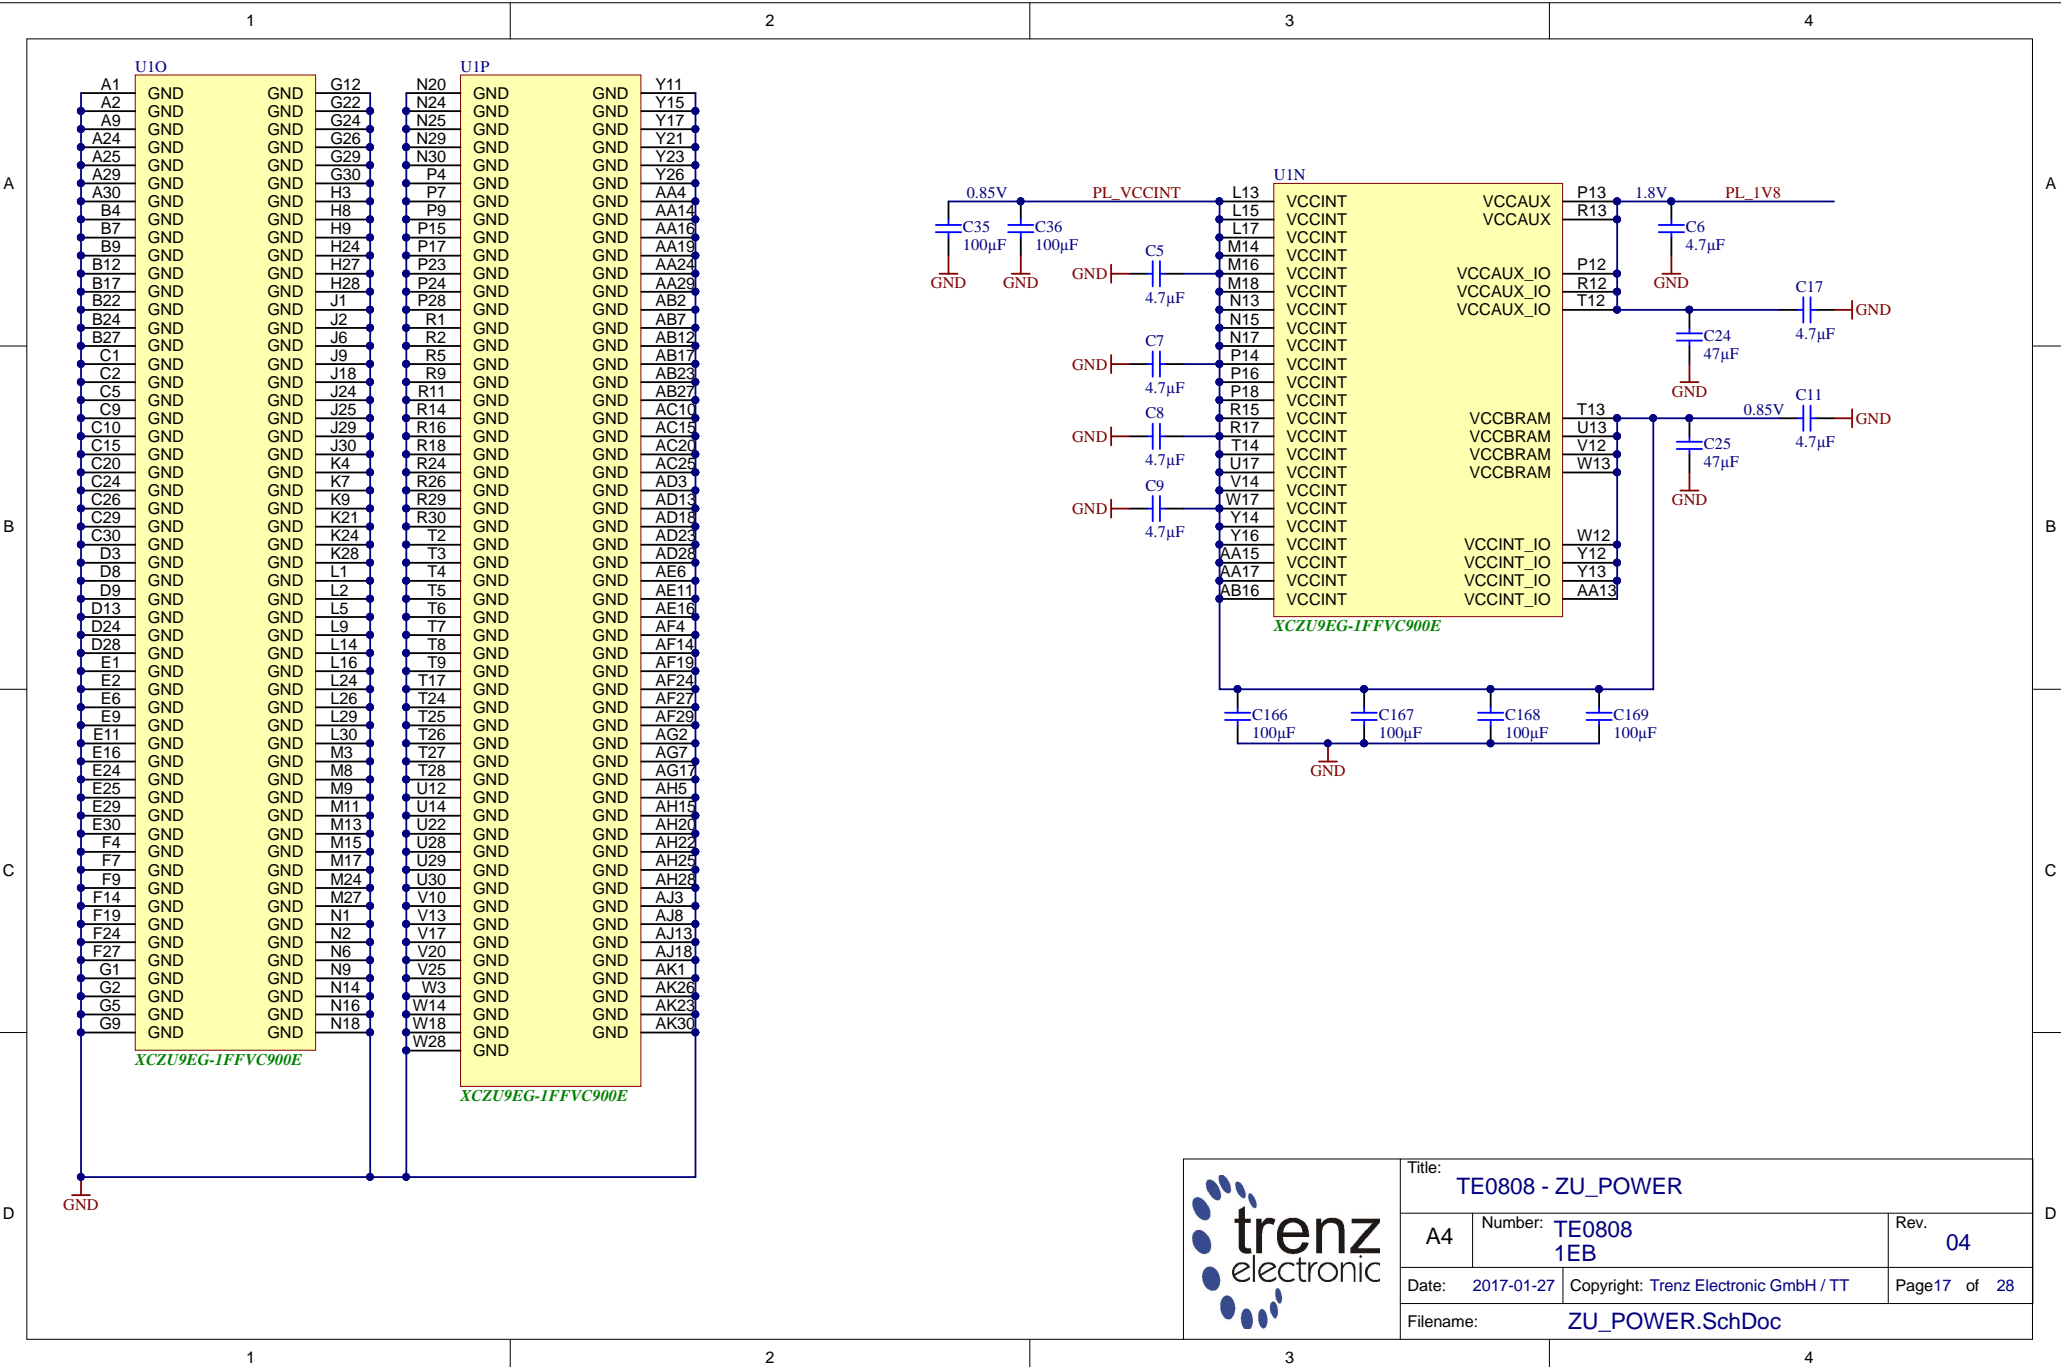 1 2 3 4
U1O
A1 GND GND G12
A2 GND GND G22
A9 GND GND G24
A24 GND GND G26
A25 GND GND G29
A29 GND GND G30
A30 GND GND H3
B4 GND GND H8
B7 GND GND H9
B9 GND GND H24
B12 GND GND H27
B17 GND GND H28
B22 GND GND J1
B24 GND GND J2
B27 GND GND J6
C1 GND GND J9
C2 GND GND J18
C5 GND GND J24
C9 GND GND J25
C10 GND GND J29
C15 GND GND J30
C20 GND GND K4
C24 GND GND K7
C26 GND GND K9
C29 GND GND K21
C30 GND GND K24
D3 GND GND K28
D8 GND GND L1
D9 GND GND L2
D13 GND GND L5
D24 GND GND L9
D28 GND GND L14
E1 GND GND L16
E2 GND GND L24
E6 GND GND L26
E9 GND GND L29
E11 GND GND L30
E16 GND GND M3
E24 GND GND M8
E25 GND GND M9
E29 GND GND M11
E30 GND GND M13
F4 GND GND M15
F7 GND GND M17
F9 GND GND M24
F14 GND GND M27
F19 GND GND N1
F24 GND GND N2
F27 GND GND N6
G1 GND GND N9
G2 GND GND N14
G5 GND GND N16
G9 GND GND N18
XCZU9EG-1FFVC900E
GND
U1P
N20 GND GND Y11
N24 GND GND Y15
N25 GND GND Y17
N29 GND GND Y21
N30 GND GND Y23
P4 GND GND Y26
P7 GND GND AA4
P9 GND GND AA14
P15 GND GND AA16
P17 GND GND AA19
P23 GND GND AA24
P24 GND GND AA29
P28 GND GND AB2
R1 GND GND AB7
R2 GND GND AB12
R5 GND GND AB17
R9 GND GND AB23
R11 GND GND AB27
R14 GND GND AC10
R16 GND GND AC15
R18 GND GND AC20
R24 GND GND AC25
R26 GND GND AD3
R29 GND GND AD13
R30 GND GND AD18
T2 GND GND AD23
T3 GND GND AD28
T4 GND GND AE6
T5 GND GND AE11
T6 GND GND AE16
T7 GND GND AF4
T8 GND GND AF14
T9 GND GND AF19
T17 GND GND AF24
T24 GND GND AF27
T25 GND GND AF29
T26 GND GND AG2
T27 GND GND AG7
T28 GND GND AG17
U12 GND GND AH5
U14 GND GND AH15
U22 GND GND AH20
U28 GND GND AH22
U29 GND GND AH25
U30 GND GND AH28
V10 GND GND AJ3
V13 GND GND AJ8
V17 GND GND AJ13
V20 GND GND AJ18
V25 GND GND AK1
W3 GND GND AK26
W14 GND GND AK23
W18 GND GND AK30
W28 GND
XCZU9EG-1FFVC900E
U1N
0.85V PL_VCCINT L13 VCCINT VCCAUX P13 1.8V PL_1V8
L15 VCCINT VCCAUX R13
L17 VCCINT
M14 VCCINT
M16 VCCINT VCCAUX_IO P12
M18 VCCINT VCCAUX_IO R12
N13 VCCINT VCCAUX_IO T12
N15 VCCINT
N17 VCCINT
P14 VCCINT
P16 VCCINT
P18 VCCINT
R15 VCCINT VCCBRAM T13
R17 VCCINT VCCBRAM U13
T14 VCCINT VCCBRAM V12
U17 VCCINT VCCBRAM W13
V14 VCCINT
W17 VCCINT
Y14 VCCINT
Y16 VCCINT VCCINT_IO W12
AA15 VCCINT VCCINT_IO Y12
AA17 VCCINT VCCINT_IO Y13
AB16 VCCINT VCCINT_IO AA13
XCZU9EG-1FFVC900E
C35 100µF GND
C36 100µF GND
GND C5 4.7µF
GND C7 4.7µF
GND C8 4.7µF
GND C9 4.7µF
C6 4.7µF GND
C17 4.7µF GND
C24 47µF GND
0.85V C11 4.7µF GND
C25 47µF GND
C166 100µF
C167 100µF
C168 100µF
C169 100µF
GND
A A
B B
C C
D D
trenz
electronic
Title:
TE0808 - ZU_POWER
A4 Number: TE0808
1EB
Rev. 04
Date: 2017-01-27 Copyright: Trenz Electronic GmbH / TT Page17 of 28
Filename: ZU_POWER.SchDoc
1 2 3 4